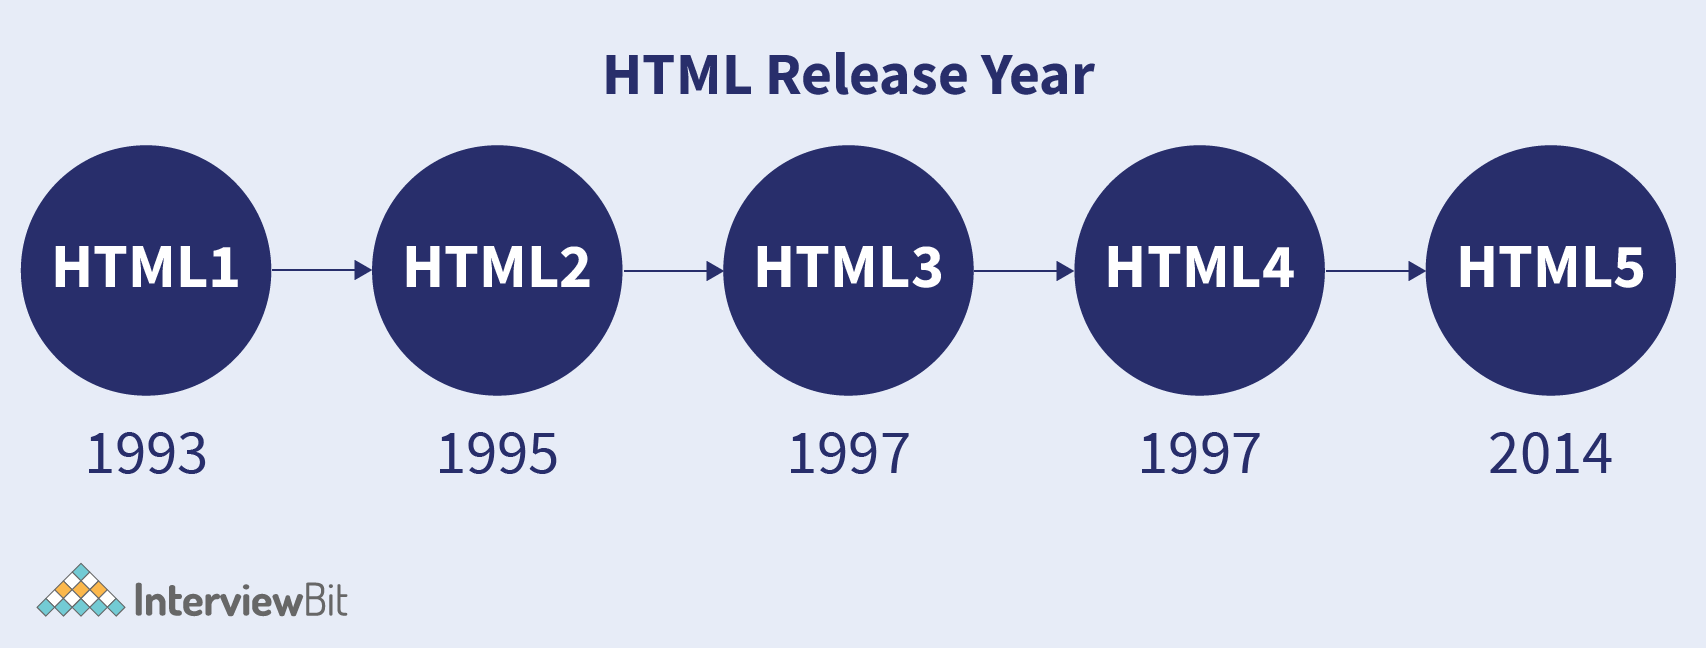 HTML Release Year
HTML1
HTML2
HTML3
HTML4
HTML5
1993
1995
1997
1997
2014
InterviewBit